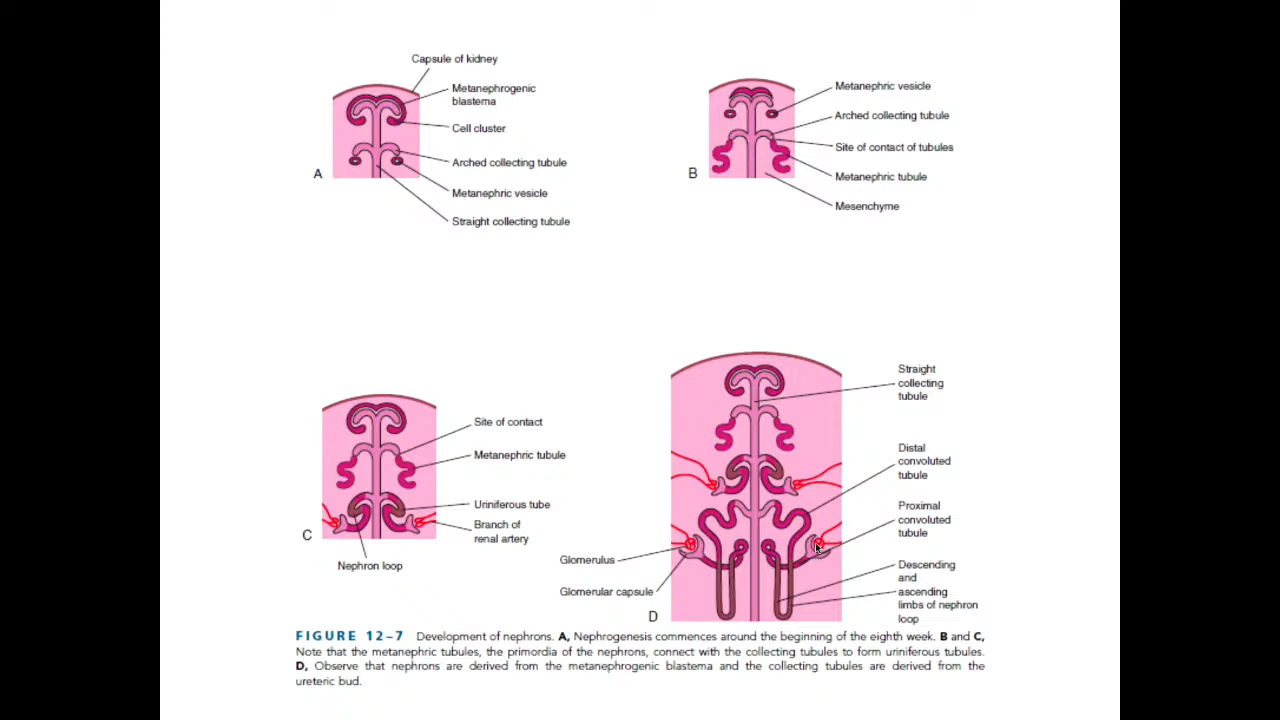 Capsule of kidney
Metanephrogenic
blastema
Cell cluster
Arched collecting tubule
Metanephric vesicle
Straight collecting tubule
A
Metanephric vesicle
Arched collecting tubule
Site of contact of tubules
Metanephric tubule
Mesenchyme
B
Site of contact
Metanephric tubule
Uriniferous tube
Branch of
renal artery
Nephron loop
C
Straight
collecting
tubule
Distal
convoluted
tubule
Proximal
convoluted
tubule
Descending
and
ascending
limbs of nephron
loop
Glomerulus
Glomerular capsule
D
FIGURE 12–7 Development of nephrons. A, Nephrogenesis commences around the beginning of the eighth week. B and C,
Note that the metanephric tubules, the primordia of the nephrons, connect with the collecting tubules to form uriniferous tubules.
D, Observe that nephrons are derived from the metanephrogenic blastema and the collecting tubules are derived from the
ureteric bud.